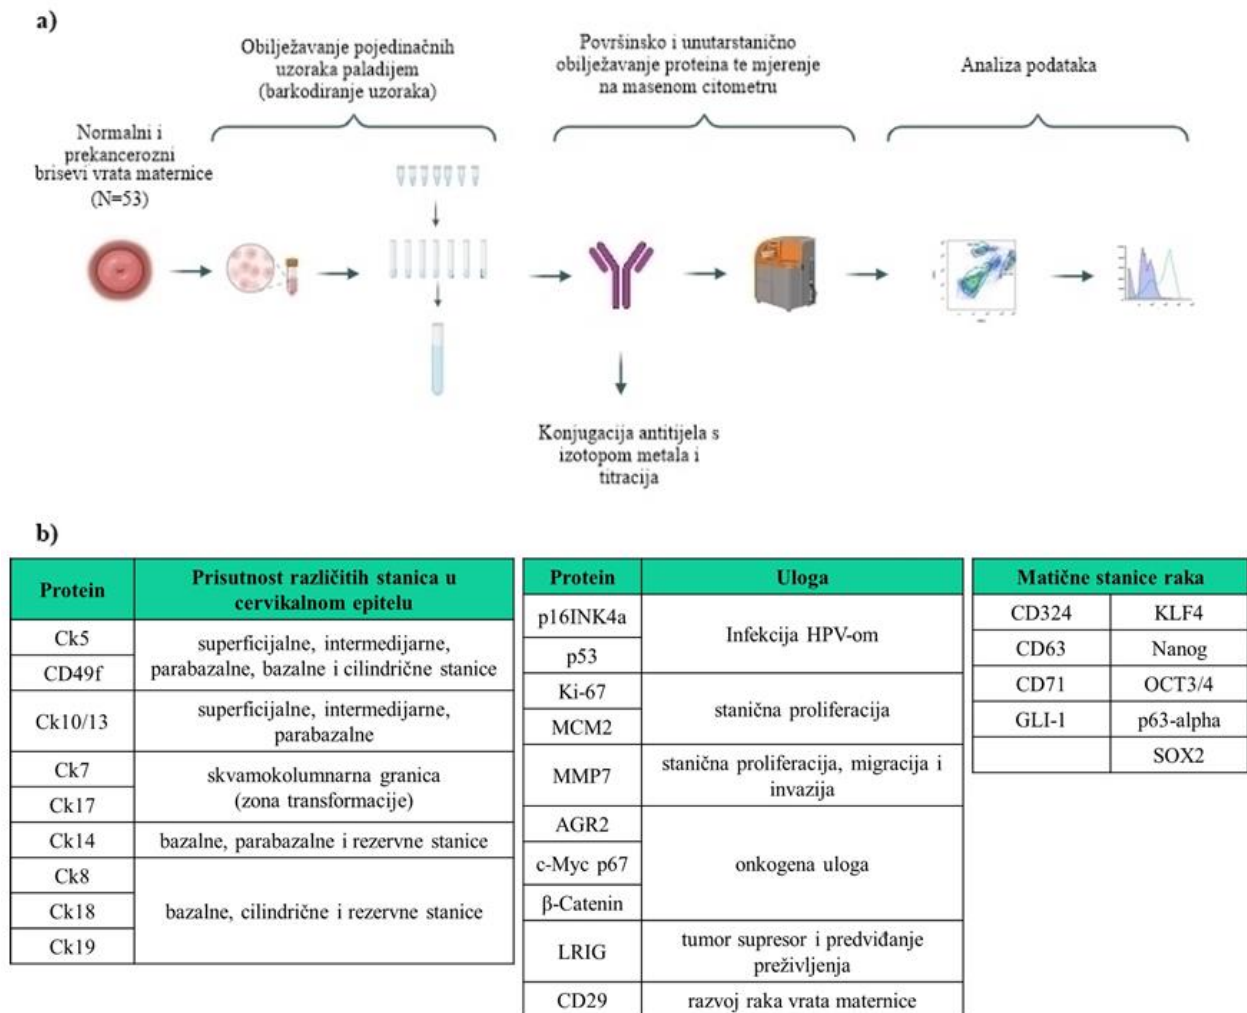 a)
Obilježavanje pojedinačnih
uzoraka paladijem
(barkodiranje uzoraka)
Površinsko i unutarstanično
obilježavanje proteina te mjerenje
na masenom citometru
Analiza podataka
Normalni i
prekancerozni
brisevi vrata maternice
(N=53)
Konjugacija antitijela s
izotopom metala i
titracija
b)
Protein
Prisutnost različitih stanica u
cervikalnom epitelu
Ck5
CD49f
superficijalne, intermedijarne,
parabazalne, bazalne i cilindrične stanice
Ck10/13
superficijalne, intermedijarne,
parabazalne
Ck7
Ck17
skvamokolumnarna granica
(zona transformacije)
Ck14
bazalne, parabazalne i rezervne stanice
Ck8
Ck18
Ck19
bazalne, cilindrične i rezervne stanice
Protein
Uloga
p16INK4a
p53
Infekcija HPV-om
Ki-67
MCM2
stanična proliferacija
MMP7
stanična proliferacija, migracija i
invazija
AGR2
c-Myc p67
β-Catenin
onkogena uloga
LRIG
tumor supresor i predviđanje
preživljenja
CD29
razvoj raka vrata maternice
Matične stanice raka
CD324 KLF4
CD63 Nanog
CD71 OCT3/4
GLI-1 p63-alpha
SOX2